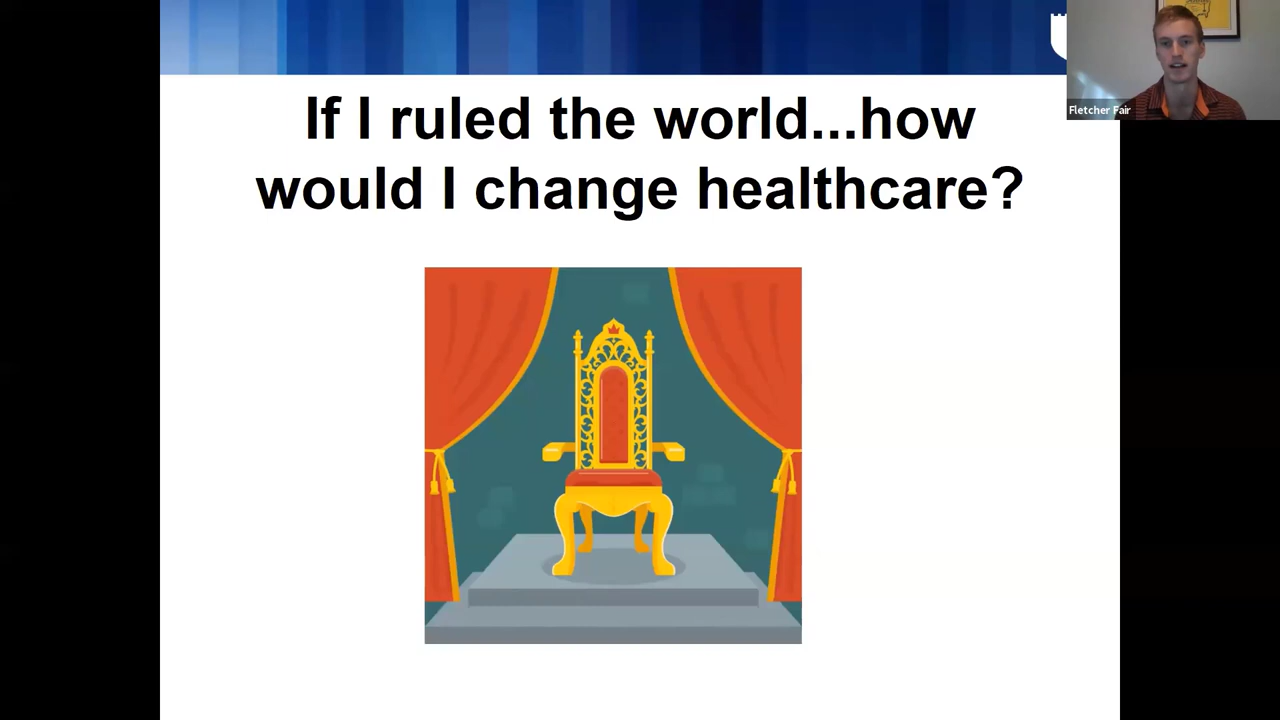 If I ruled the world...how
would I change healthcare?
Fletcher Fair